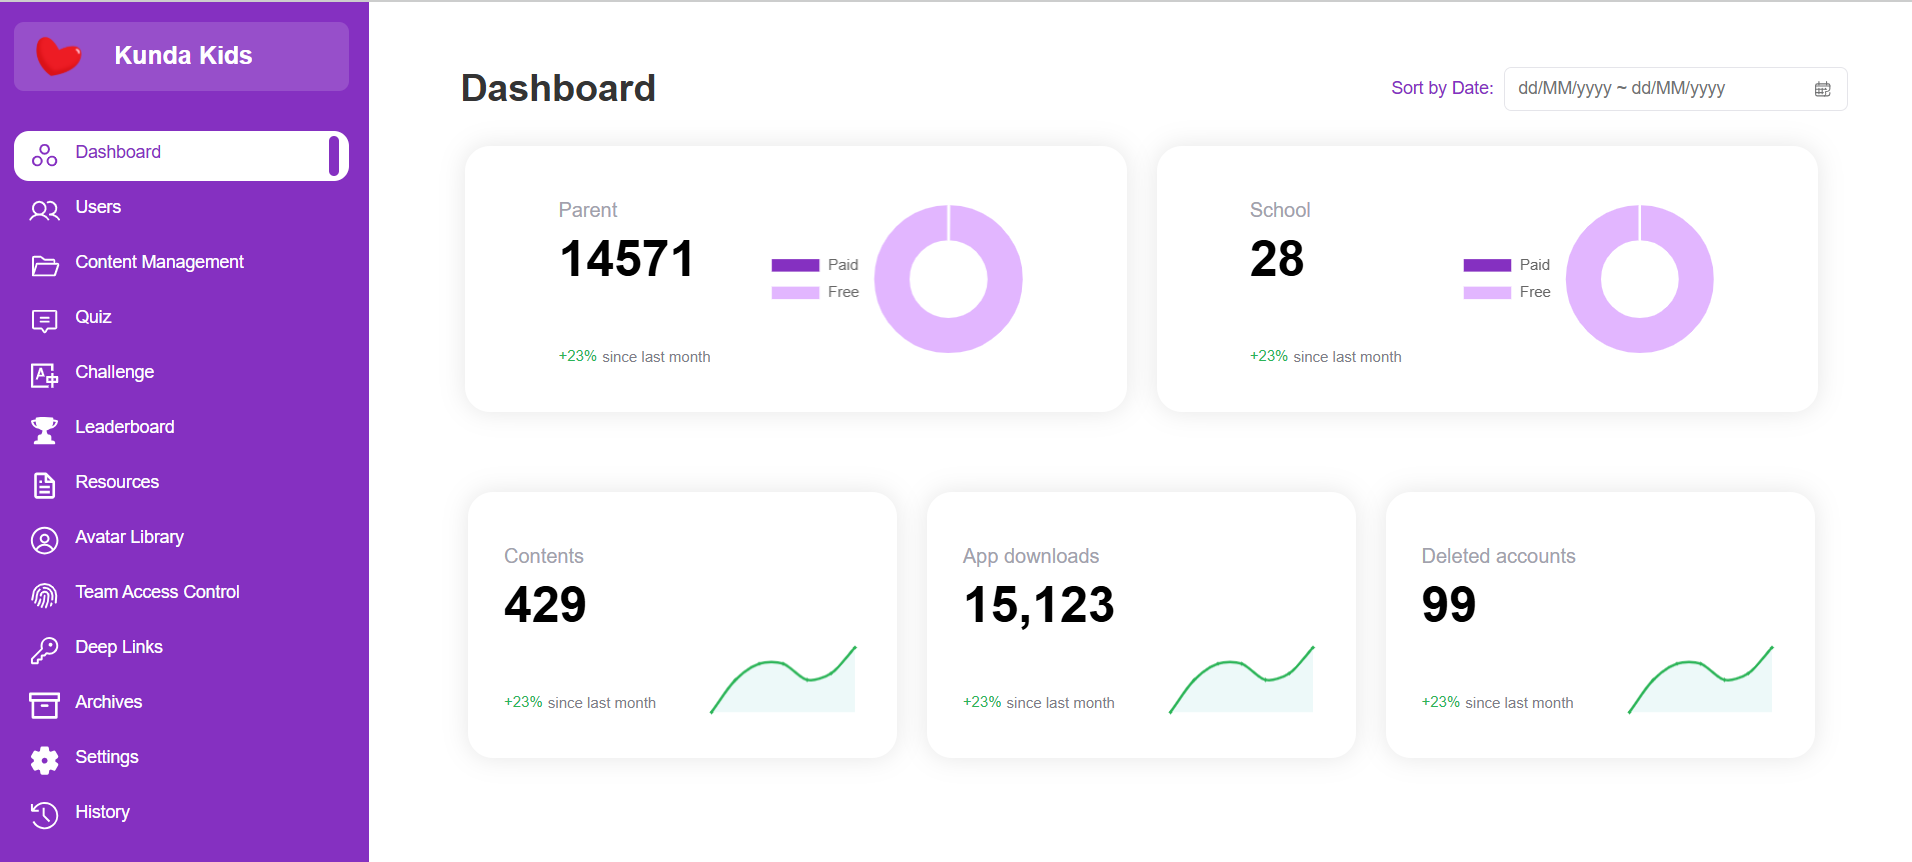 Kunda Kids
Dashboard
Users
Content Management
Quiz
Challenge
Leaderboard
Resources
Avatar Library
Team Access Control
Deep Links
Archives
Settings
History
Dashboard
Sort by Date: dd/MM/yyyy ~ dd/MM/yyyy
Parent
14571
Paid
Free
+23% since last month
School
28
Paid
Free
+23% since last month
Contents
429
+23% since last month
App downloads
15,123
+23% since last month
Deleted accounts
99
+23% since last month